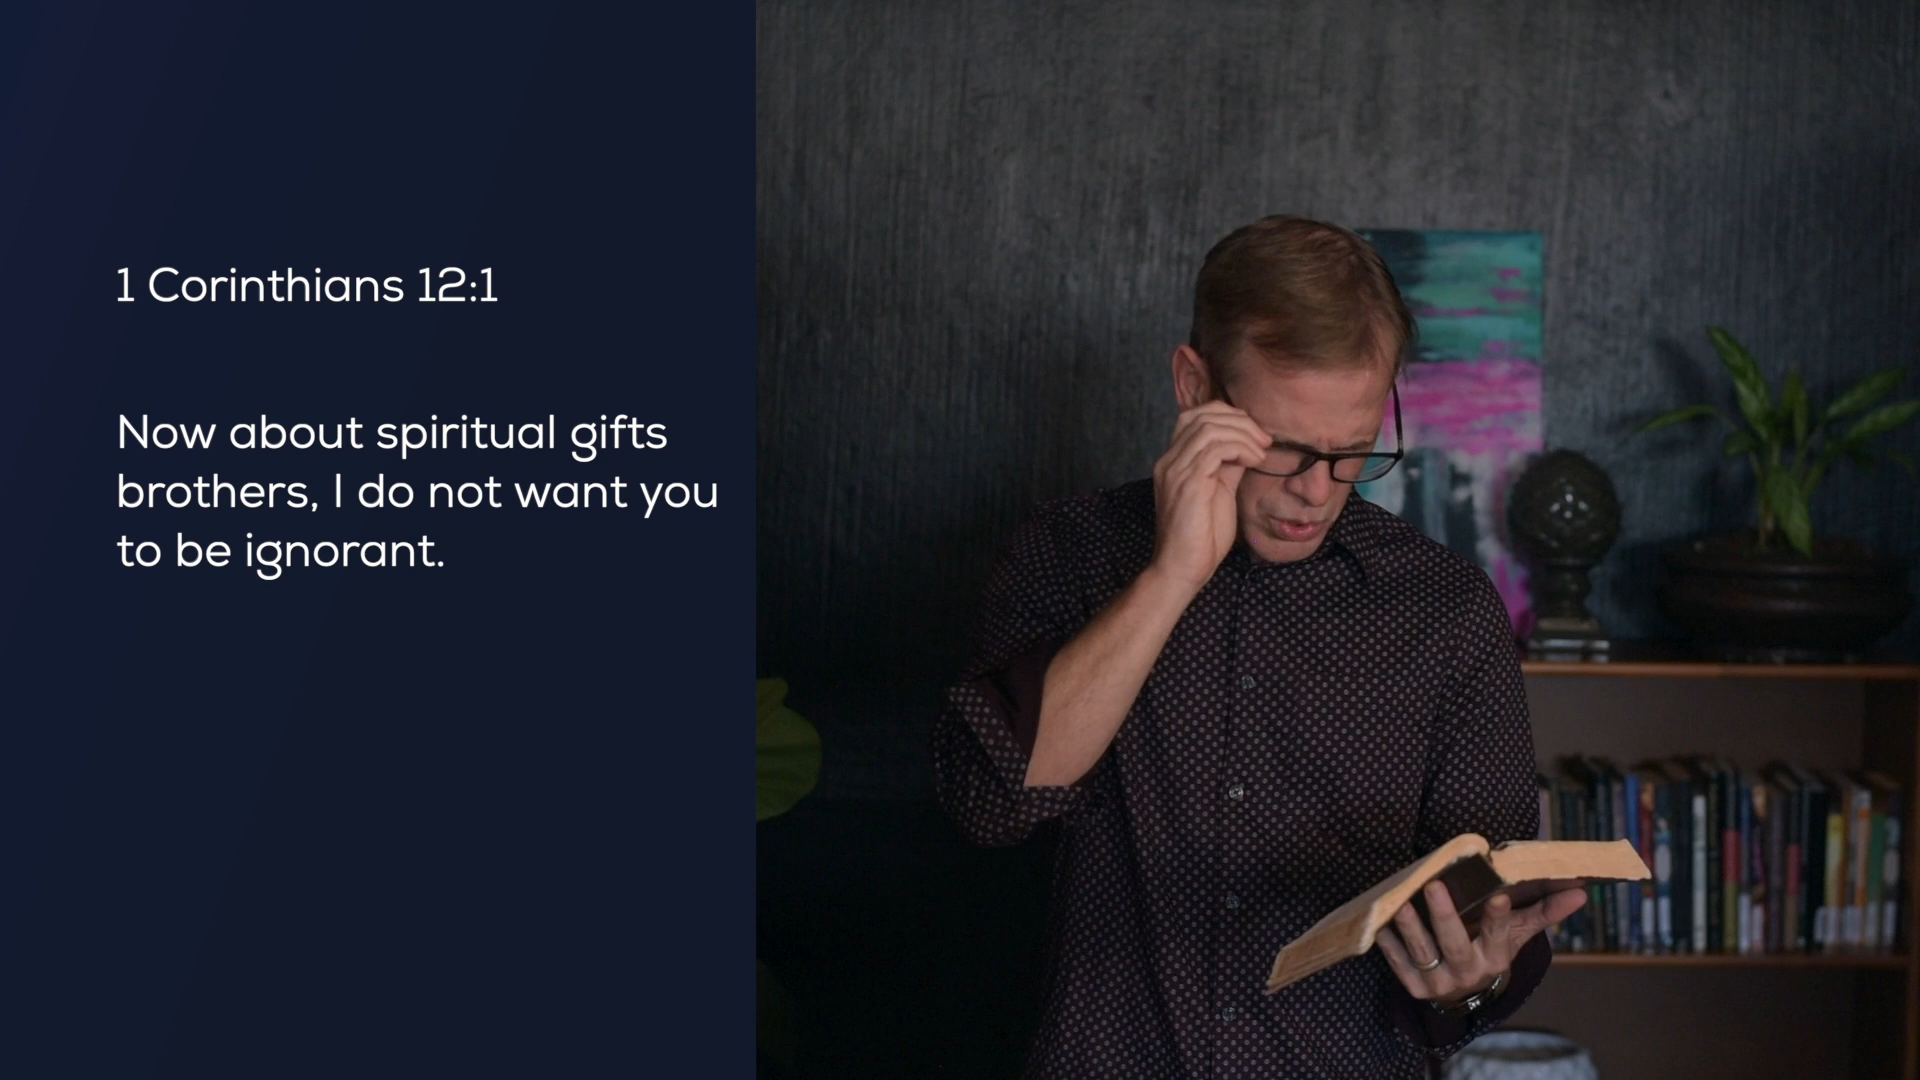 1 Corinthians 12:1
Now about spiritual gifts
brothers, I do not want you
to be ignorant.